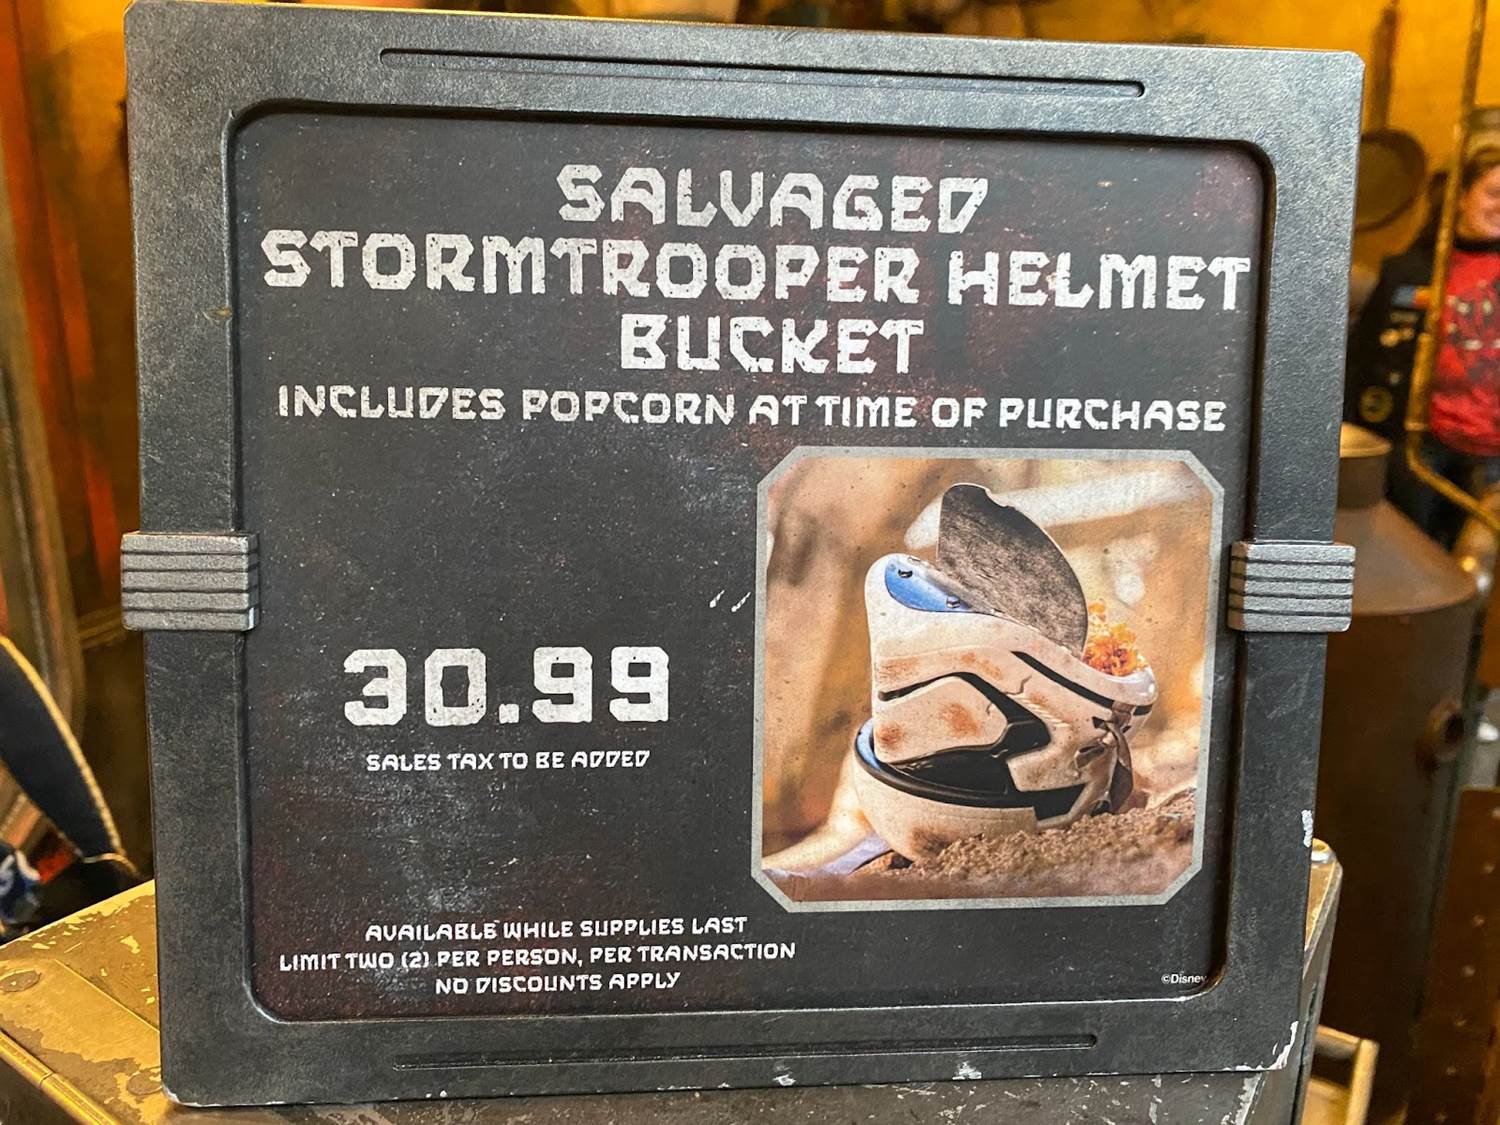 SALVAGED
STORMTROOPER HELMET
BUCKET
INCLUDES POPCORN AT TIME OF PURCHASE
30.99
SALES TAX TO BE ADDED
AVAILABLE WHILE SUPPLIES LAST
LIMIT TWO (2) PER PERSON, PER TRANSACTION
NO DISCOUNTS APPLY
©Disney